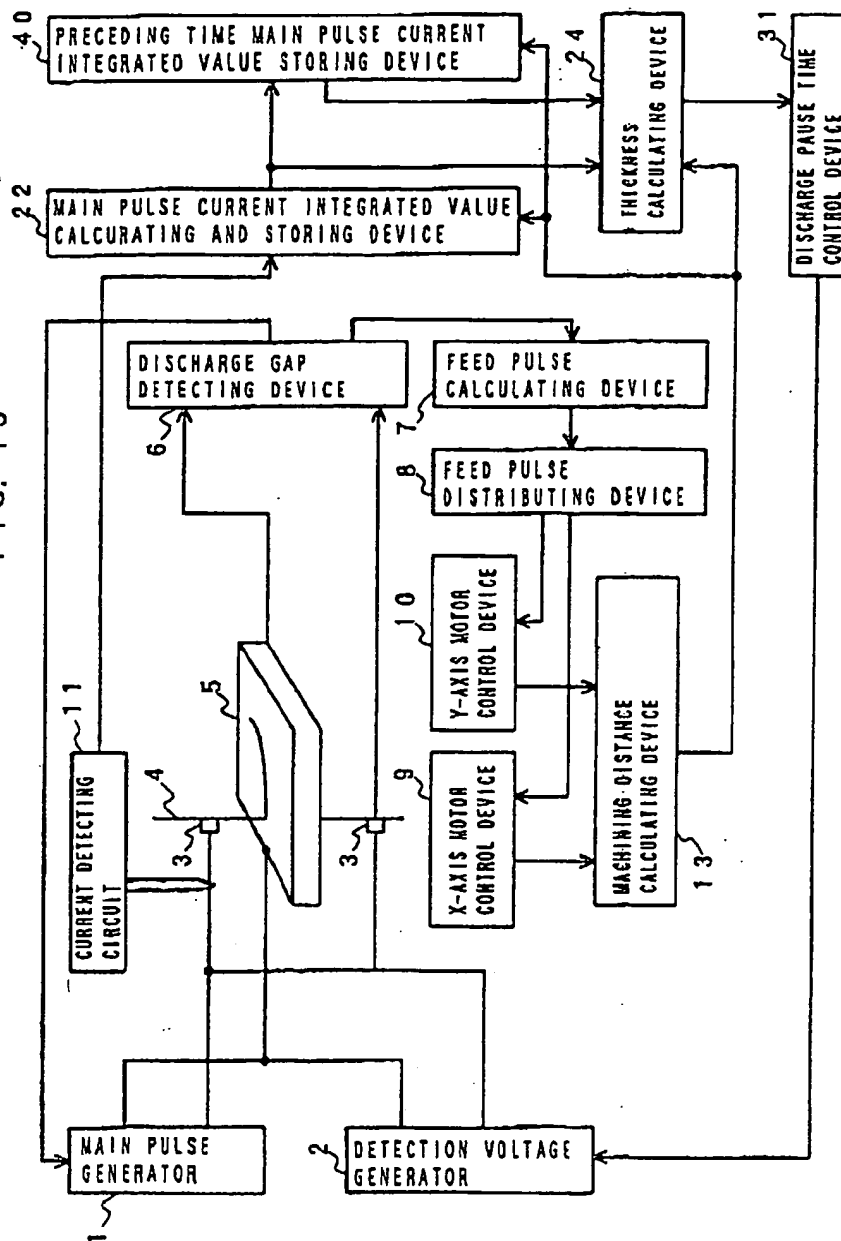 MAIN PULSE
GENERATOR
1
DETECTION VOLTAGE
GENERATOR
2
CURRENT DETECTING
CIRCUIT
11
3
4
5
3
DISCHARGE GAP
DETECTING DEVICE
6
FEED PULSE
CALCULATING DEVICE
7
FEED PULSE
DISTRIBUTING DEVICE
8
X-AXIS MOTOR
CONTROL DEVICE
9
Y-AXIS MOTOR
CONTROL DEVICE
10
MACHINING DISTANCE
CALCULATING DEVICE
13
MAIN PULSE CURRENT INTEGRATED VALUE
CALCURATING AND STORING DEVICE
22
PRECEDING TIME MAIN PULSE CURRENT
INTEGRATED VALUE STORING DEVICE
40
THICKNESS
CALCULATING DEVICE
24
DISCHARGE PAUSE TIME
CONTROL DEVICE
31